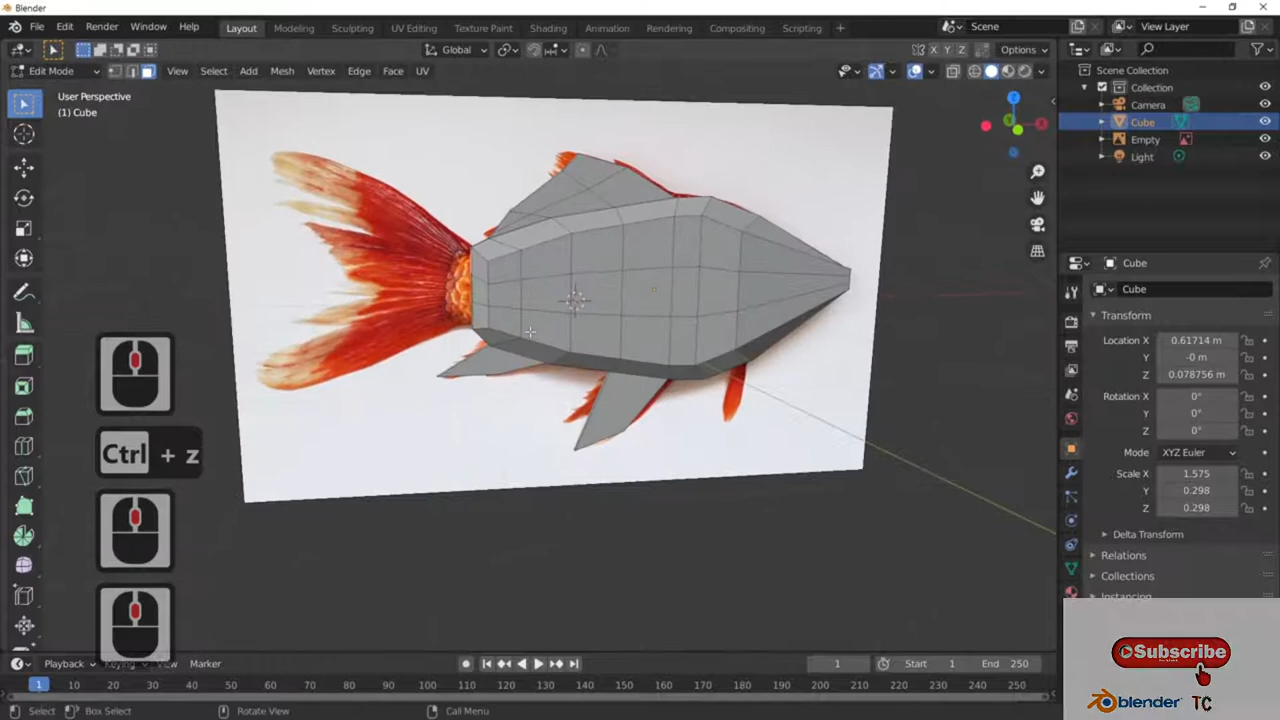 Blender
File Edit Render Window Help Layout Modeling Sculpting UV Editing Texture Paint Shading Animation Rendering Compositing Scripting + Scene View Layer
Global X Y Z Options
Edit Mode View Select Add Mesh Vertex Edge Face UV
User Perspective
(1) Cube
Z
Scene Collection
Collection
Camera
Cube
Empty
Light
Cube
Cube
Transform
Location X 0.61714 m
Y -0 m
Z 0.078756 m
Rotation X 0°
Y 0°
Z 0°
Mode XYZ Euler
Scale X 1.575
Y 0.298
Z 0.298
Delta Transform
Relations
Collections
Instancing
Ctrl + z
Subscribe
blender TC
Playback Keying View Marker 1 Start 1 End 250
1 10 20 30 40 50 60 70 80 90 100 110 120 130 140 150 160 170 180 190 200 210 220 230 240 250
Select Box Select Rotate View Call Menu